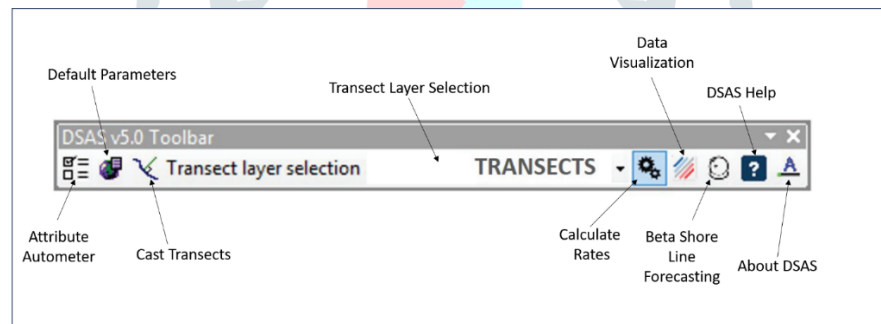 Data
Visualization
Default Parameters
Transect Layer Selection
DSAS Help
DSAS v5.0 Toolbar
Transect layer selection TRANSECTS
?
A
Attribute
Autometer
Cast Transects
Calculate
Rates
Beta Shore
Line
Forecasting
About DSAS